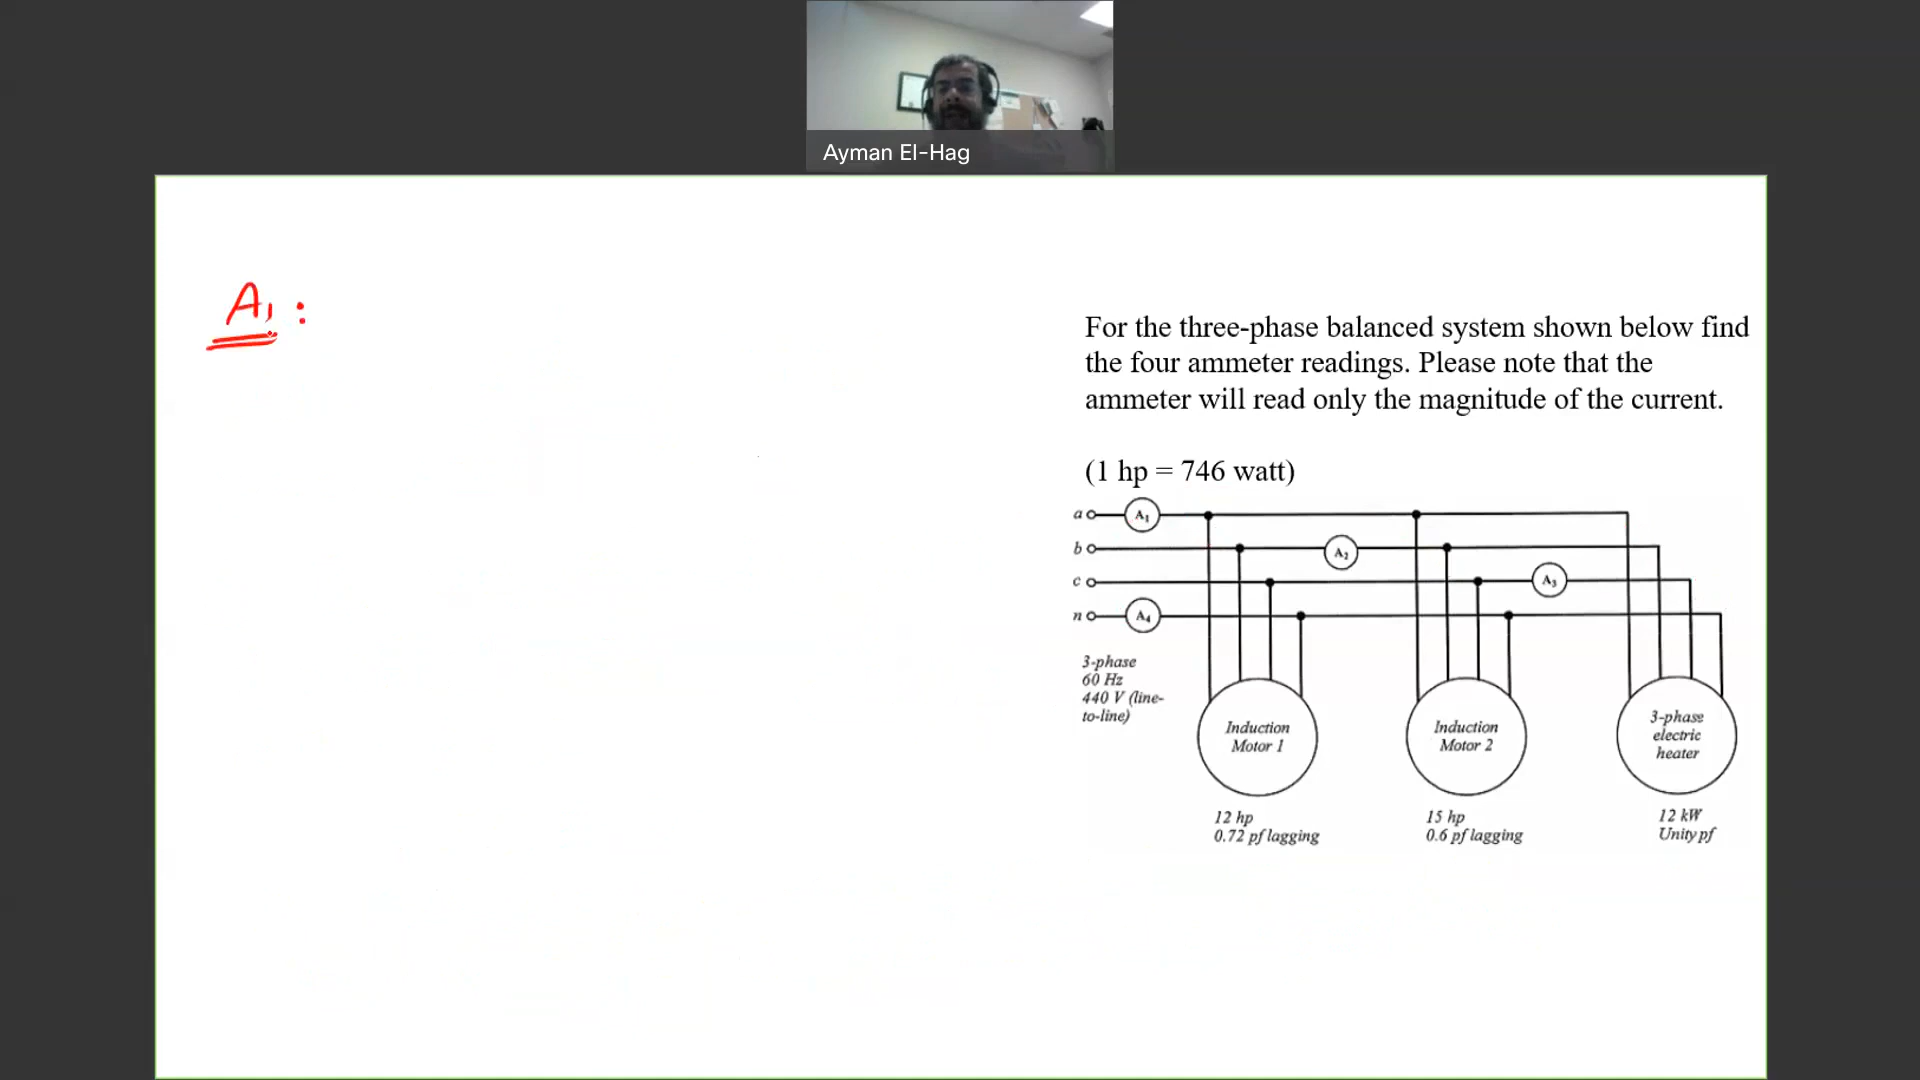 Ayman El-Hag
A1 :
For the three-phase balanced system shown below find
the four ammeter readings. Please note that the
ammeter will read only the magnitude of the current.
(1 hp = 746 watt)
a
A1
b
A2
c
A3
n
A4
3-phase
60 Hz
440 V (line-
to-line)
Induction
Motor 1
Induction
Motor 2
3-phase
electric
heater
12 hp
0.72 pf lagging
15 hp
0.6 pf lagging
12 kW
Unity pf